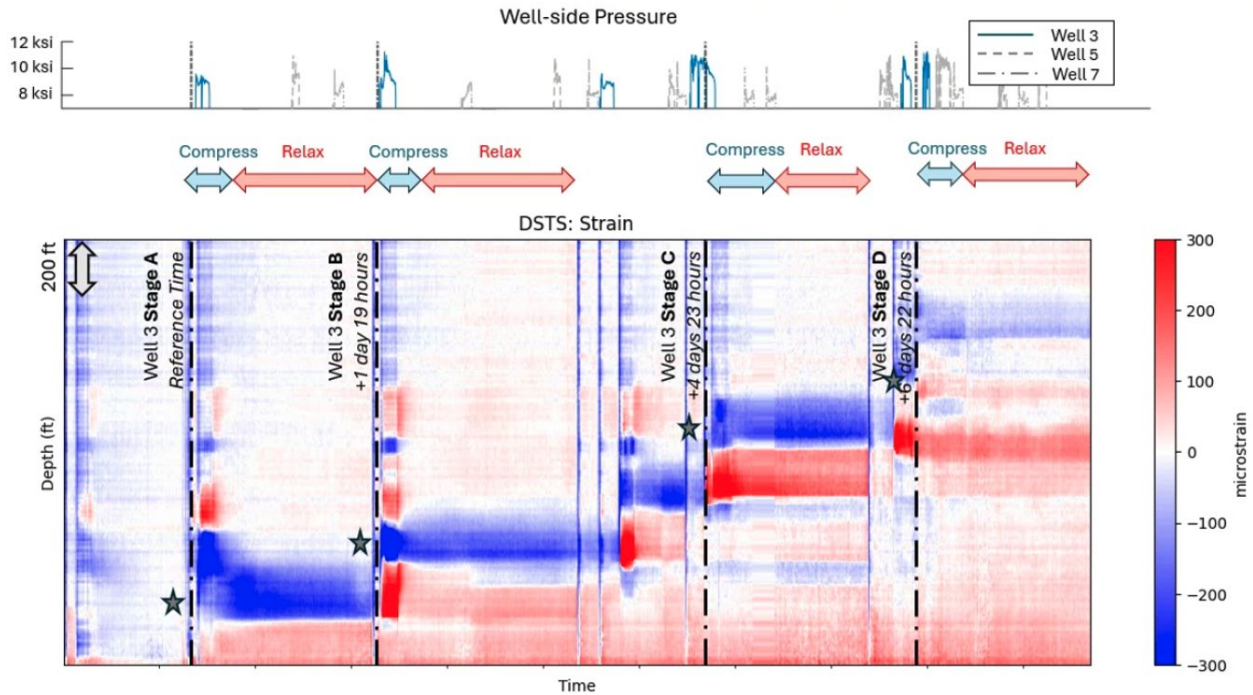 Well-side Pressure
12 ksi
10 ksi
8 ksi
Well 3
Well 5
Well 7
Compress
Relax
Compress
Relax
Compress
Relax
Compress
Relax
DSTS: Strain
200 ft
Depth (ft)
Well 3 Stage A
Reference Time
Well 3 Stage B
+1 day 19 hours
Well 3 Stage C
+4 days 23 hours
Well 3 Stage D
+6 days 22 hours
Time
300
200
100
0
−100
−200
−300
microstrain